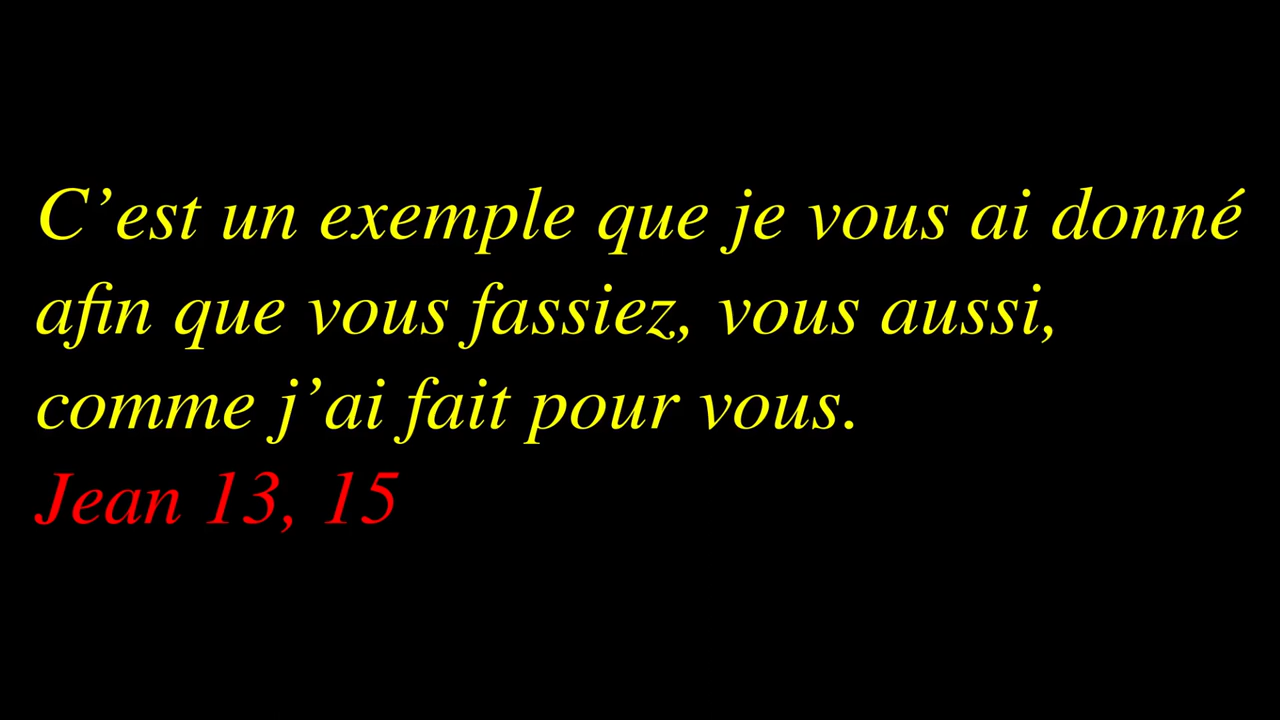 C’est un exemple que je vous ai donné
afin que vous fassiez, vous aussi,
comme j’ai fait pour vous.
Jean 13, 15